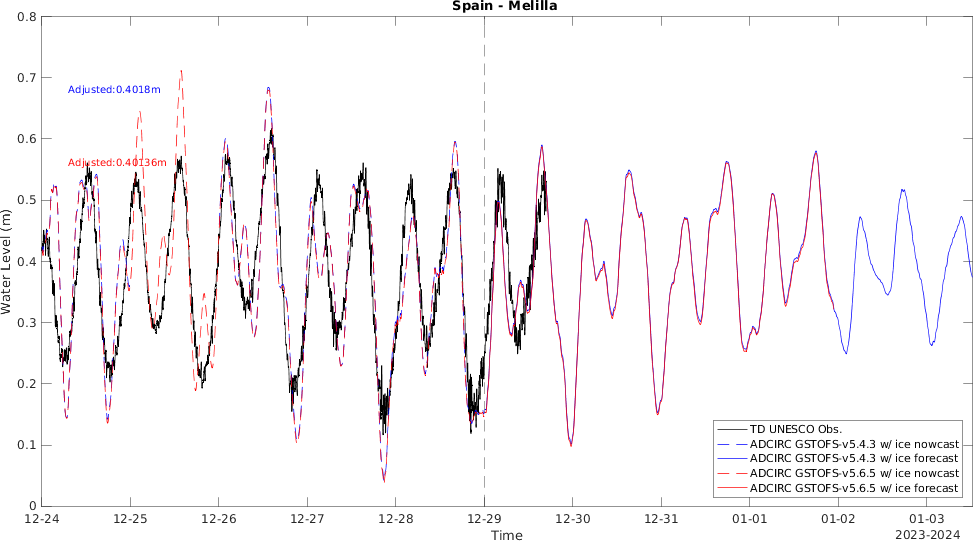 Spain - Melilla
0.8
0.7
0.6
0.5
0.4
0.3
0.2
0.1
0
Water Level (m)
Adjusted:0.4018m
Adjusted:0.40136m
TD UNESCO Obs.
ADCIRC GSTOFS-v5.4.3 w/ ice nowcast
ADCIRC GSTOFS-v5.4.3 w/ ice forecast
ADCIRC GSTOFS-v5.6.5 w/ ice nowcast
ADCIRC GSTOFS-v5.6.5 w/ ice forecast
12-24 12-25 12-26 12-27 12-28 12-29 12-30 12-31 01-01 01-02 01-03
Time
2023-2024